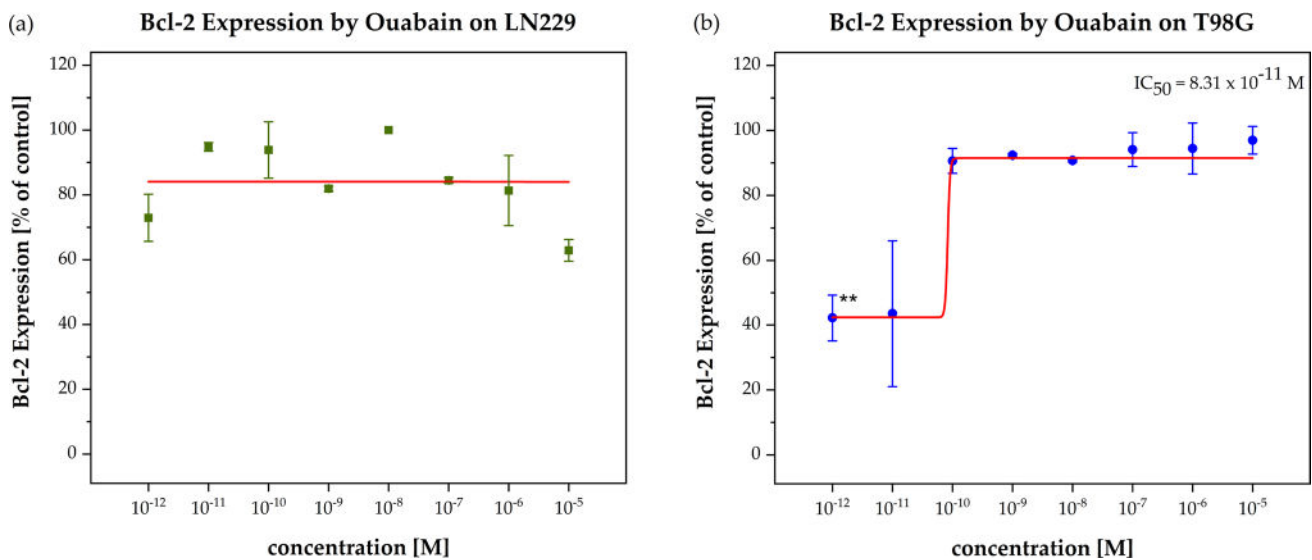 (a) Bcl-2 Expression by Ouabain on LN229
Bcl-2 Expression [% of control]
120
100
80
60
40
20
0
10⁻¹² 10⁻¹¹ 10⁻¹⁰ 10⁻⁹ 10⁻⁸ 10⁻⁷ 10⁻⁶ 10⁻⁵
concentration [M]
(b) Bcl-2 Expression by Ouabain on T98G
Bcl-2 Expression [% of control]
120
100
80
60
40
20
0
IC₅₀ = 8.31 x 10⁻¹¹ M
**
10⁻¹² 10⁻¹¹ 10⁻¹⁰ 10⁻⁹ 10⁻⁸ 10⁻⁷ 10⁻⁶ 10⁻⁵
concentration [M]